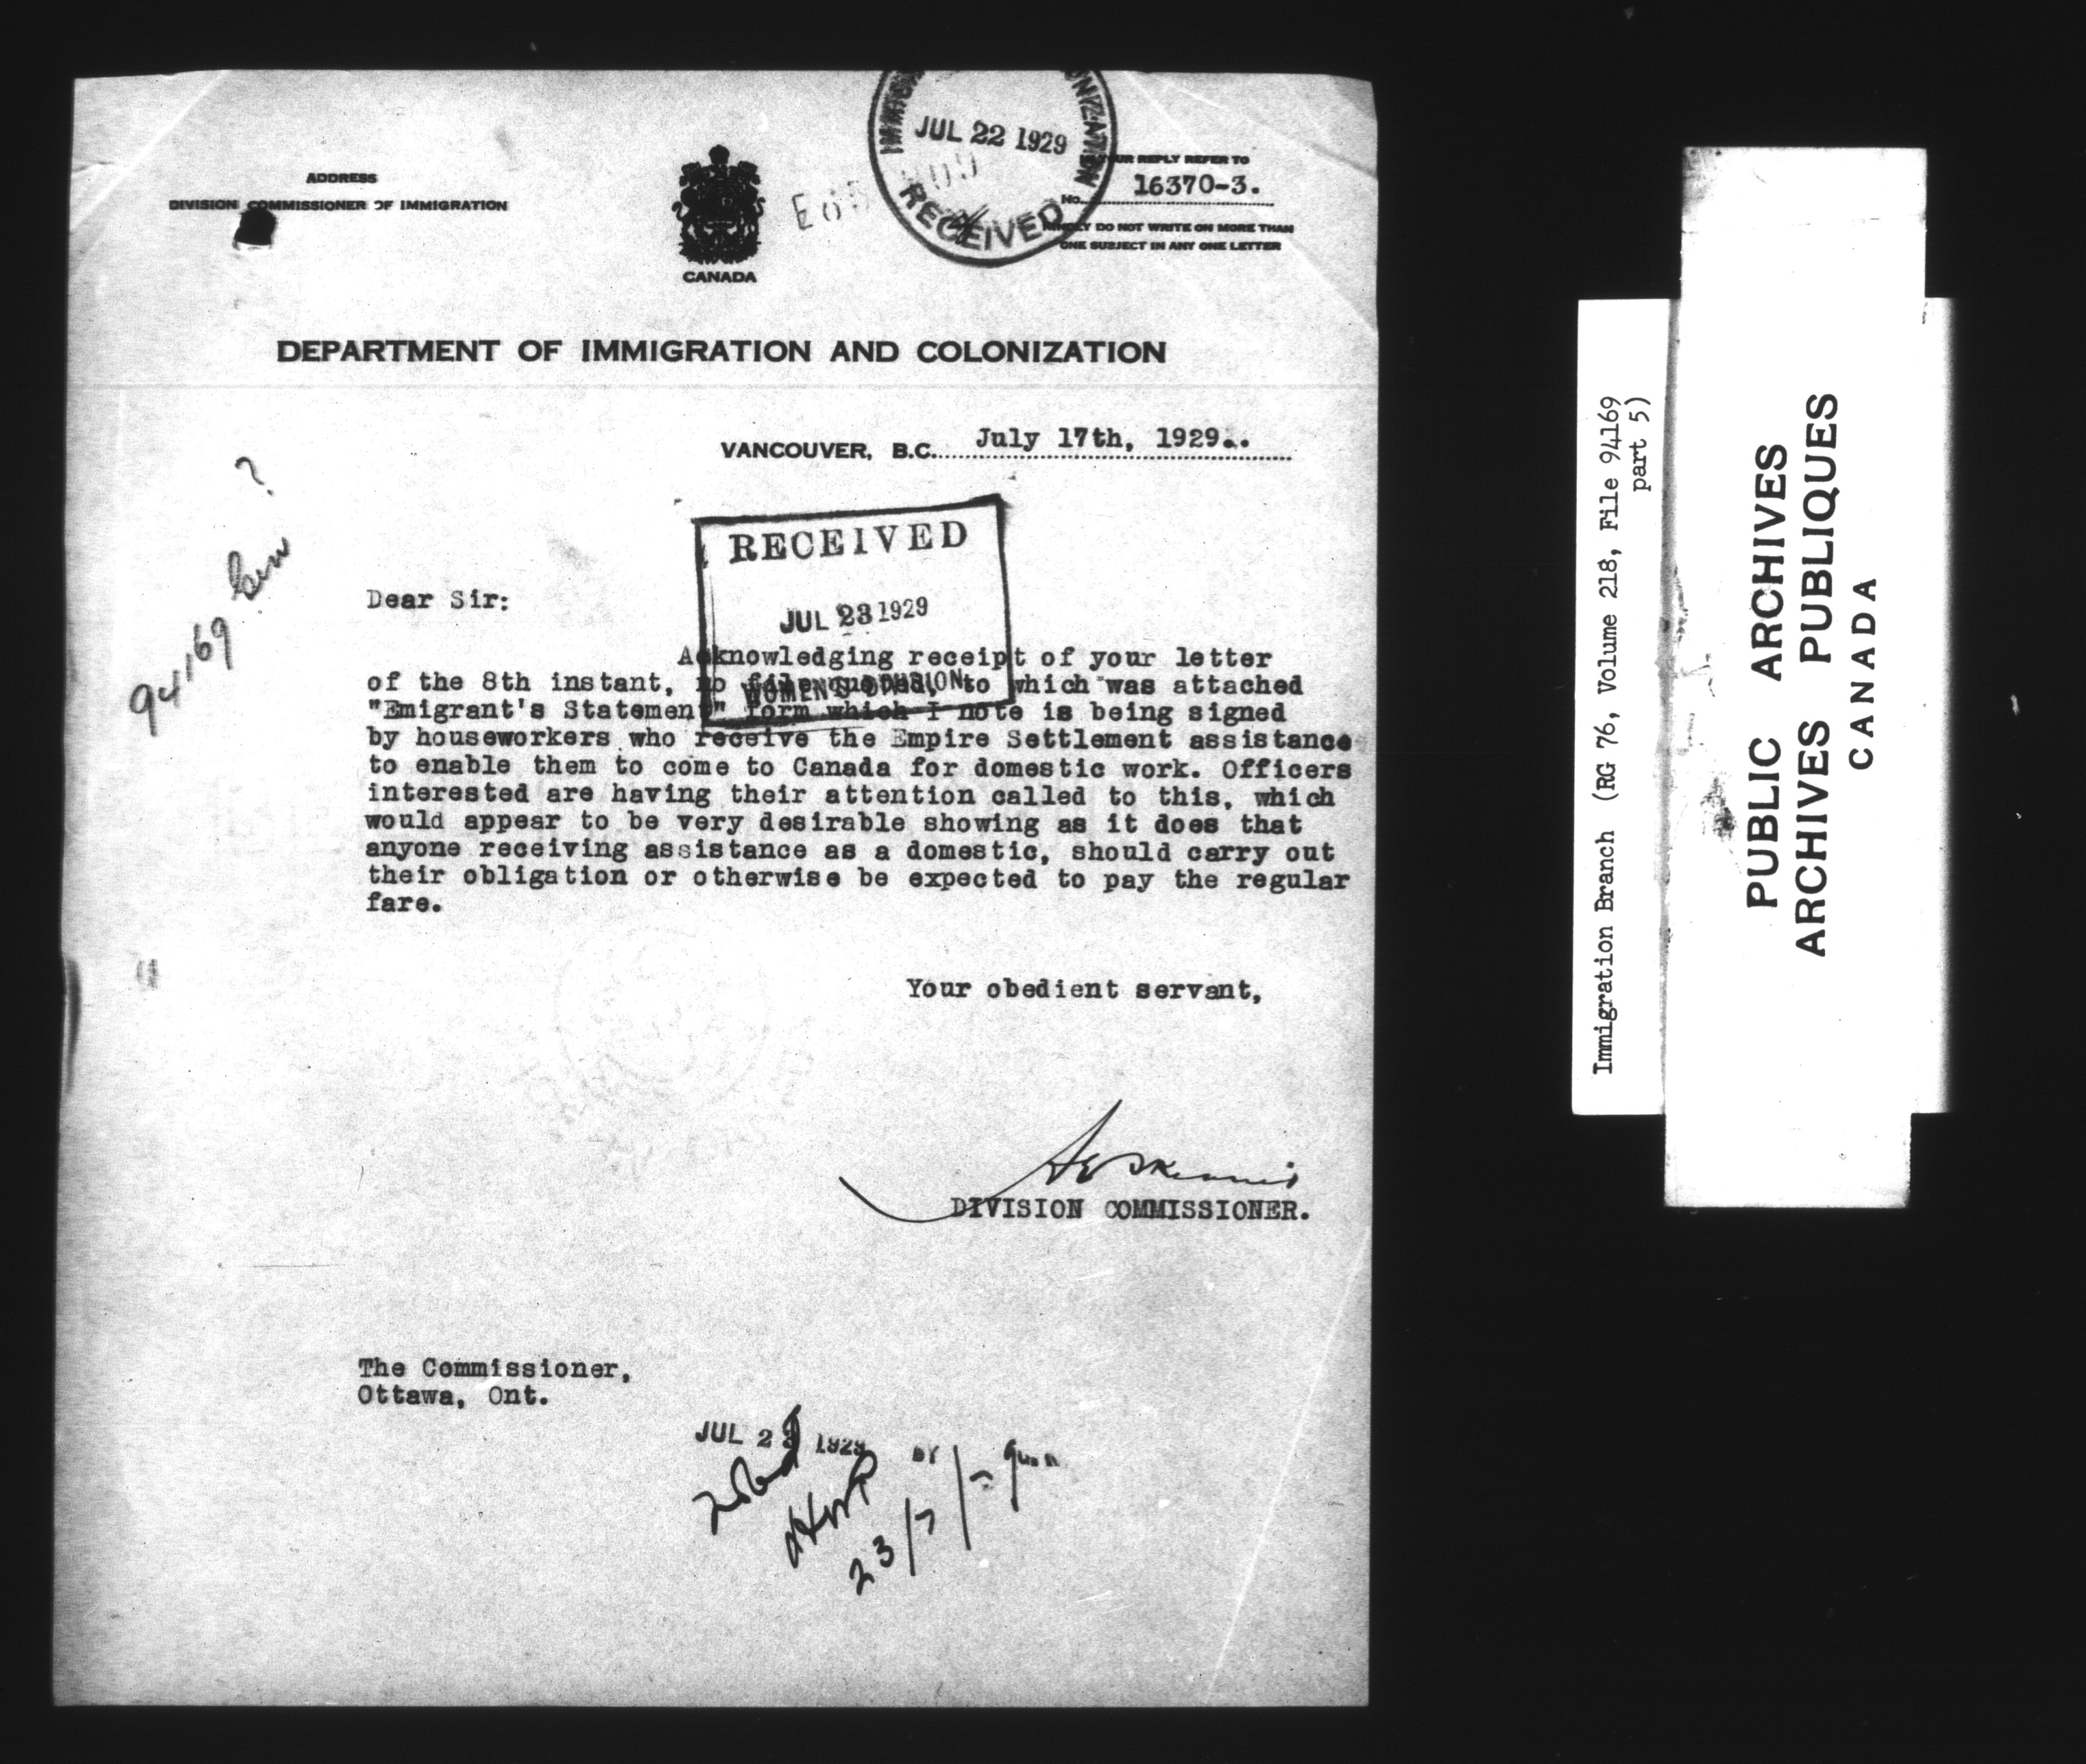 ADDRESS
DIVISION COMMISSIONER OF IMMIGRATION
CANADA
JUL 22 1929
RECEIVED
YOUR REPLY REFER TO
No. 16370-3.
KINDLY DO NOT WRITE ON MORE THAN
ONE SUBJECT IN ANY ONE LETTER
DEPARTMENT OF IMMIGRATION AND COLONIZATION
VANCOUVER, B.C. July 17th, 1929..
94169
RECEIVED
JUL 23 1929
WOMEN'S DIVISION
Dear Sir:
Acknowledging receipt of your letter
of the 8th instant, no file quoted, to which was attached
"Emigrant's Statement" form which I note is being signed
by houseworkers who receive the Empire Settlement assistance
to enable them to come to Canada for domestic work. Officers
interested are having their attention called to this, which
would appear to be very desirable showing as it does that
anyone receiving assistance as a domestic, should carry out
their obligation or otherwise be expected to pay the regular
fare.
Your obedient servant,
DIVISION COMMISSIONER.
The Commissioner,
Ottawa, Ont.
JUL 23 1929 BY
23/7/
Immigration Branch (RG 76, Volume 218, File 94169
part 5)
PUBLIC ARCHIVES
ARCHIVES PUBLIQUES
CANADA